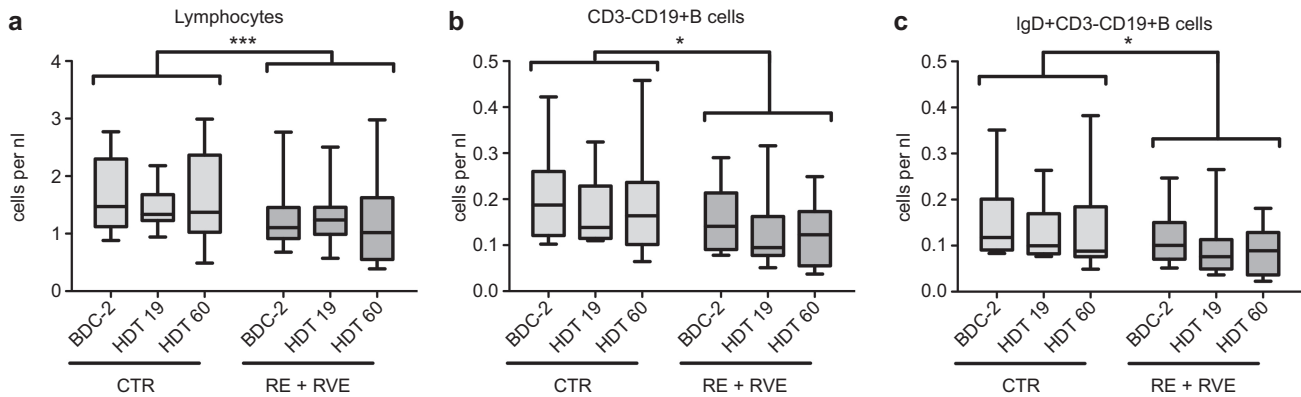 a
Lymphocytes
***
cells per nl
4
3
2
1
0
BDC-2
HDT 19
HDT 60
BDC-2
HDT 19
HDT 60
CTR
RE + RVE
b
CD3-CD19+B cells
*
cells per nl
0.5
0.4
0.3
0.2
0.1
0.0
BDC-2
HDT 19
HDT 60
BDC-2
HDT 19
HDT 60
CTR
RE + RVE
c
IgD+CD3-CD19+B cells
*
cells per nl
0.5
0.4
0.3
0.2
0.1
0.0
BDC-2
HDT 19
HDT 60
BDC-2
HDT 19
HDT 60
CTR
RE + RVE